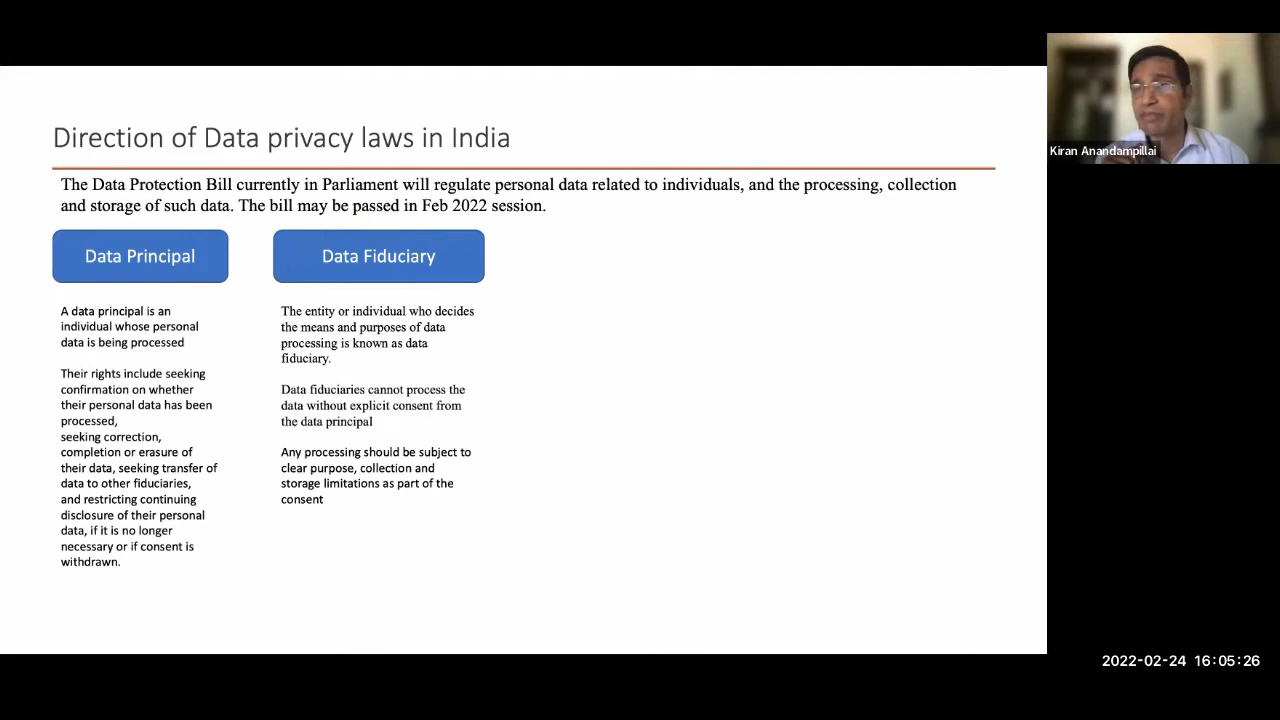 Direction of Data privacy laws in India
The Data Protection Bill currently in Parliament will regulate personal data related to individuals, and the processing, collection
and storage of such data. The bill may be passed in Feb 2022 session.
Data Principal
A data principal is an
individual whose personal
data is being processed
Their rights include seeking
confirmation on whether
their personal data has been
processed,
seeking correction,
completion or erasure of
their data, seeking transfer of
data to other fiduciaries,
and restricting continuing
disclosure of their personal
data, if it is no longer
necessary or if consent is
withdrawn.
Data Fiduciary
The entity or individual who decides
the means and purposes of data
processing is known as data
fiduciary.
Data fiduciaries cannot process the
data without explicit consent from
the data principal
Any processing should be subject to
clear purpose, collection and
storage limitations as part of the
consent
Kiran Anandampillai
2022-02-24 16:05:26